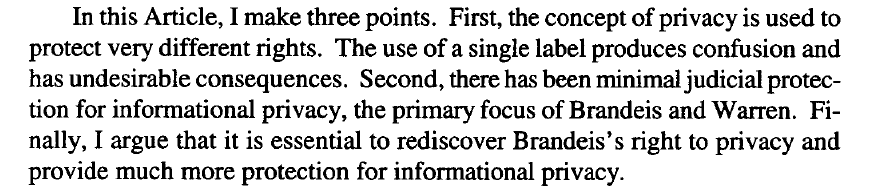 In this Article, I make three points. First, the concept of privacy is used to
protect very different rights. The use of a single label produces confusion and
has undesirable consequences. Second, there has been minimal judicial protec-
tion for informational privacy, the primary focus of Brandeis and Warren. Fi-
nally, I argue that it is essential to rediscover Brandeis's right to privacy and
provide much more protection for informational privacy.